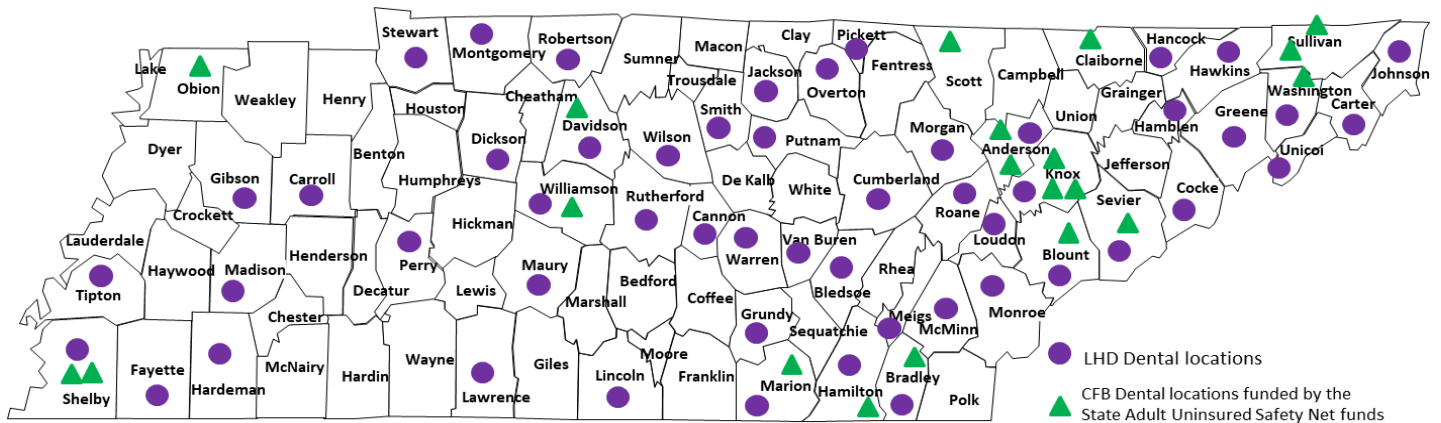 Stewart
Montgomery
Robertson
Sumner
Macon
Clay
Pickett
Lake
Obion
Weakley
Henry
Houston
Cheatham
Trousdale
Jackson
Overton
Fentress
Scott
Campbell
Claiborne
Hancock
Hawkins
Sullivan
Johnson
Washington
Carter
Greene
Unicoi
Grainger
Union
Hamblen
Smith
Putnam
Morgan
Anderson
Knox
Jefferson
Cocke
Sevier
Dyer
Benton
Dickson
Davidson
Wilson
Gibson
Carroll
Humphreys
Williamson
Rutherford
De Kalb
White
Cumberland
Roane
Loudon
Blount
Crockett
Hickman
Cannon
Lauderdale
Haywood
Madison
Henderson
Perry
Maury
Warren
Van Buren
Rhea
Tipton
Decatur
Lewis
Bedford
Bledsoe
Marshall
Coffee
Chester
Grundy
Sequatchie
Meigs
McMinn
Monroe
Shelby
Fayette
Hardeman
McNairy
Hardin
Wayne
Lawrence
Giles
Lincoln
Moore
Franklin
Marion
Hamilton
Bradley
Polk
LHD Dental locations
CFB Dental locations funded by the
State Adult Uninsured Safety Net funds